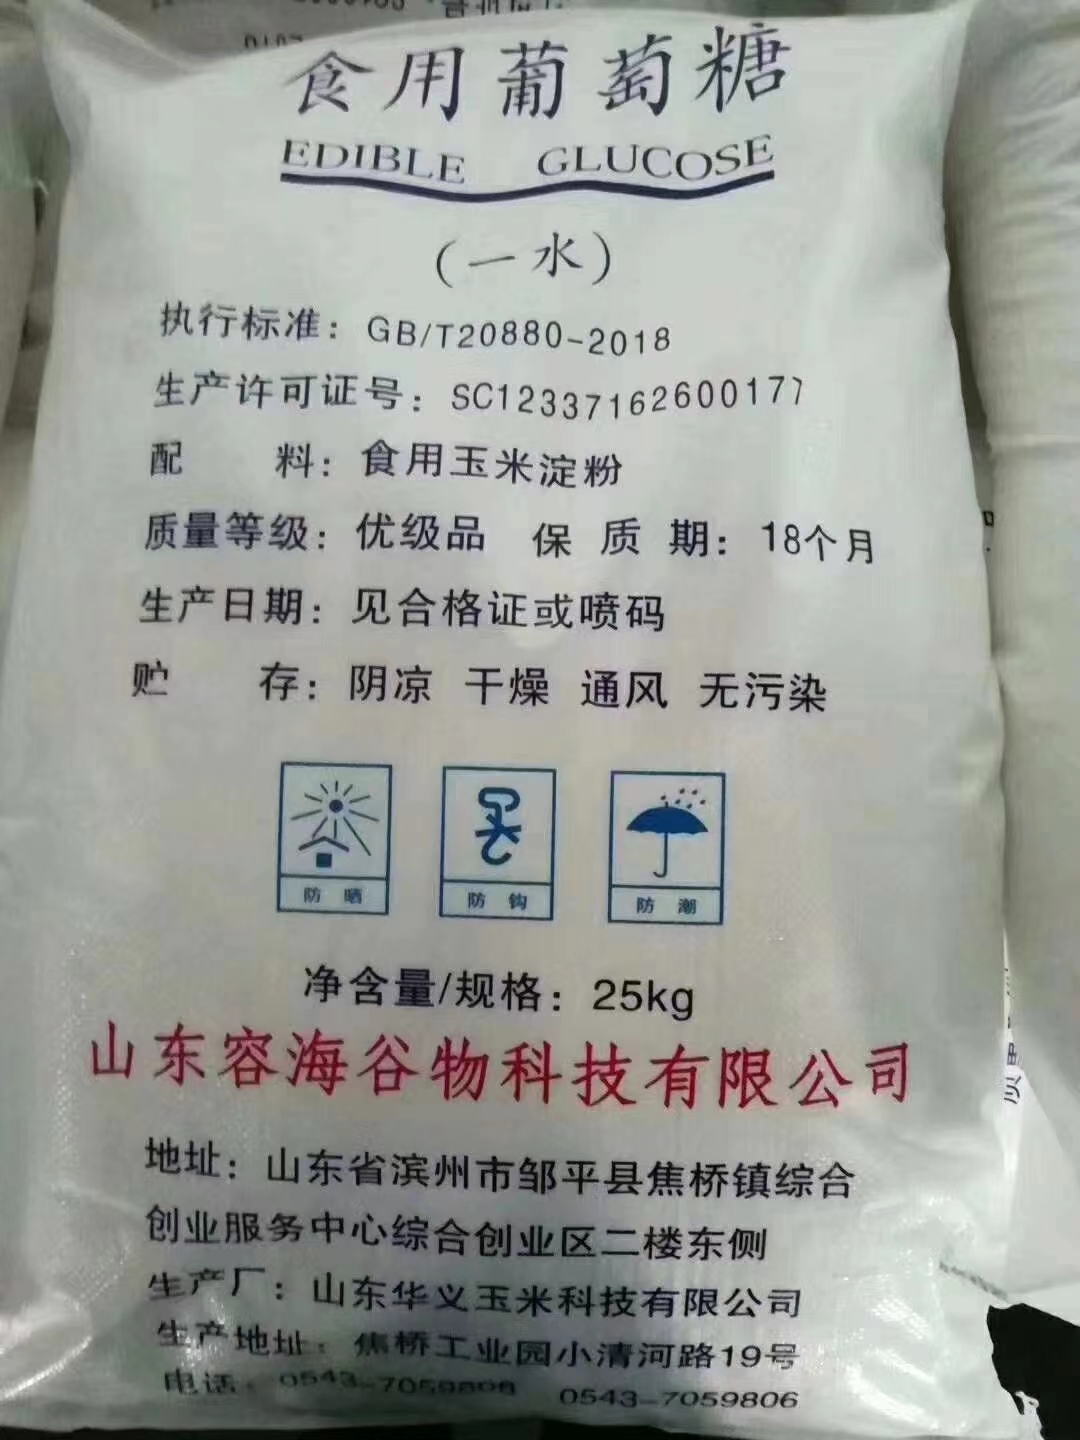 食用葡萄糖
EDIBLE GLUCOSE
(一水)
执行标准: GB/T20880-2018
生产许可证号: SC12337162600177
配 料: 食用玉米淀粉
质量等级: 优级品 保质期: 18个月
生产日期: 见合格证或喷码
贮 存: 阴凉 干燥 通风 无污染
防晒 防钩 防潮
净含量/规格: 25kg
山东容海谷物科技有限公司
地址: 山东省滨州市邹平县焦桥镇综合
创业服务中心综合创业区二楼东侧
生产厂: 山东华义玉米科技有限公司
生产地址: 焦桥工业园小清河路19号
电话: 0543-7059808 0543-7059806